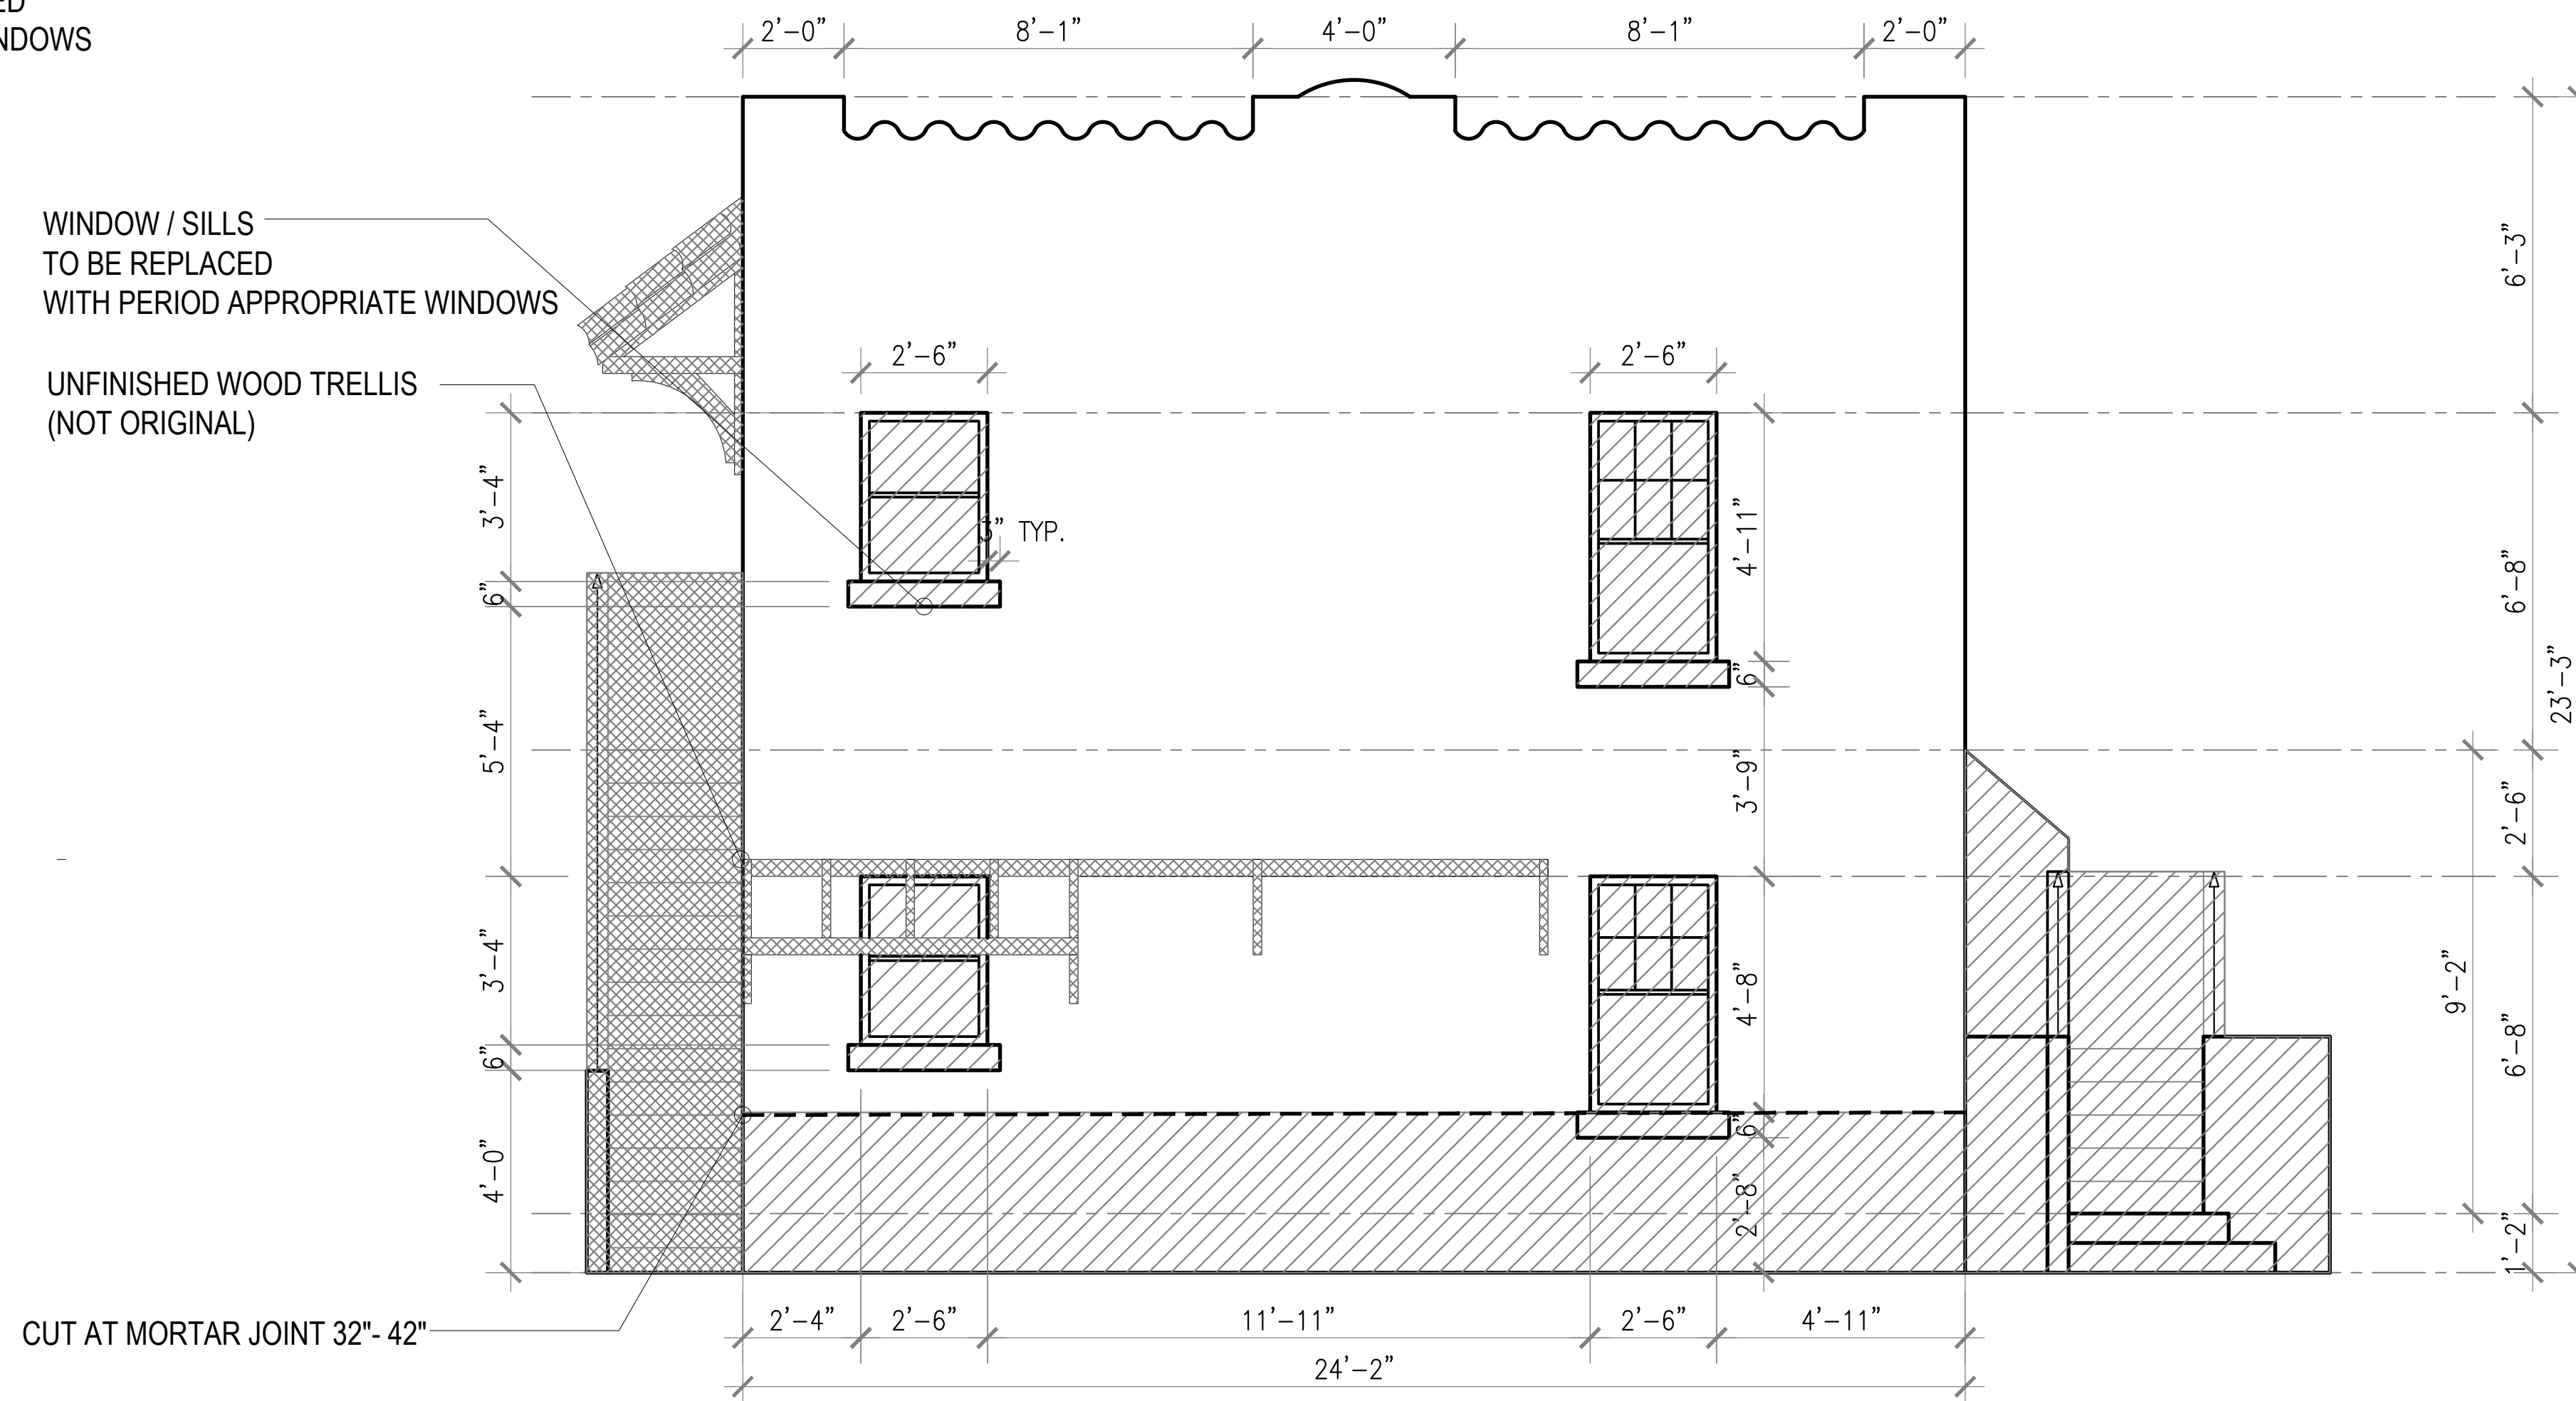 ED
NDOWS
2'-0" 8'-1" 4'-0" 8'-1" 2'-0"
WINDOW / SILLS
TO BE REPLACED
WITH PERIOD APPROPRIATE WINDOWS
UNFINISHED WOOD TRELLIS
(NOT ORIGINAL)
2'-6" 2'-6"
3" TYP.
3'-4"
6"
5'-4"
3'-4"
6"
4'-0"
4'-11"
6"
3'-9"
4'-8"
6"
2'-8"
9'-2"
6'-3"
6'-8"
2'-6"
6'-8"
1'-2"
23'-3"
CUT AT MORTAR JOINT 32"- 42"
2'-4" 2'-6" 11'-11" 2'-6" 4'-11"
24'-2"